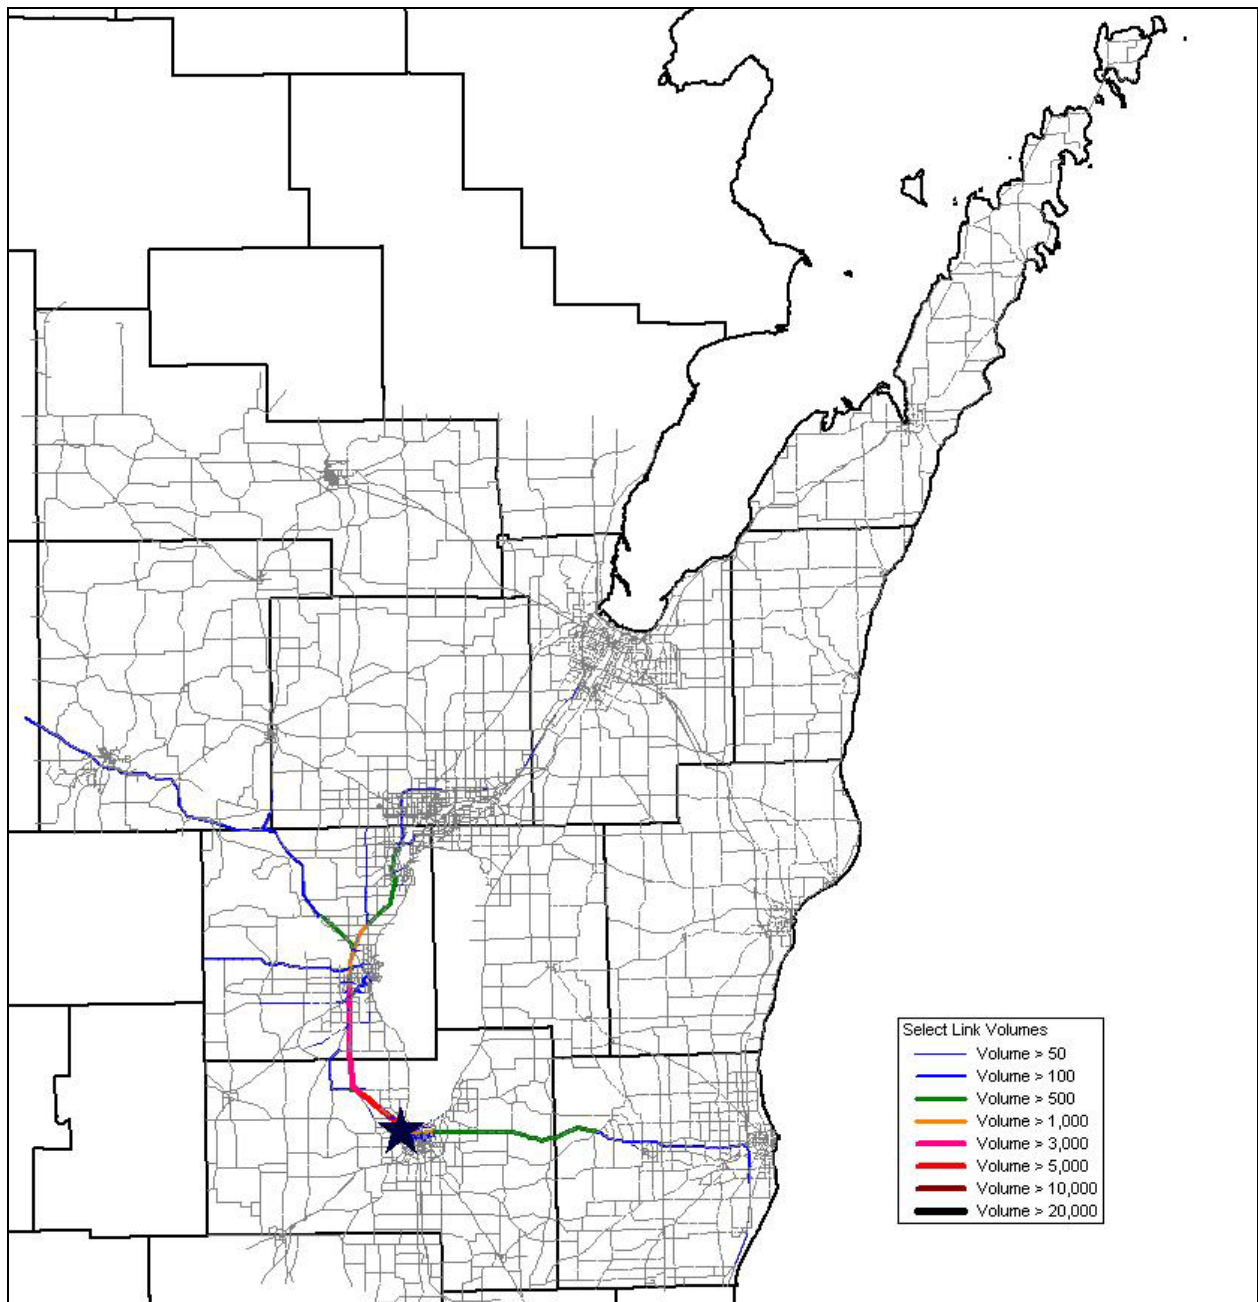 Select Link Volumes
Volume > 50
Volume > 100
Volume > 500
Volume > 1,000
Volume > 3,000
Volume > 5,000
Volume > 10,000
Volume > 20,000